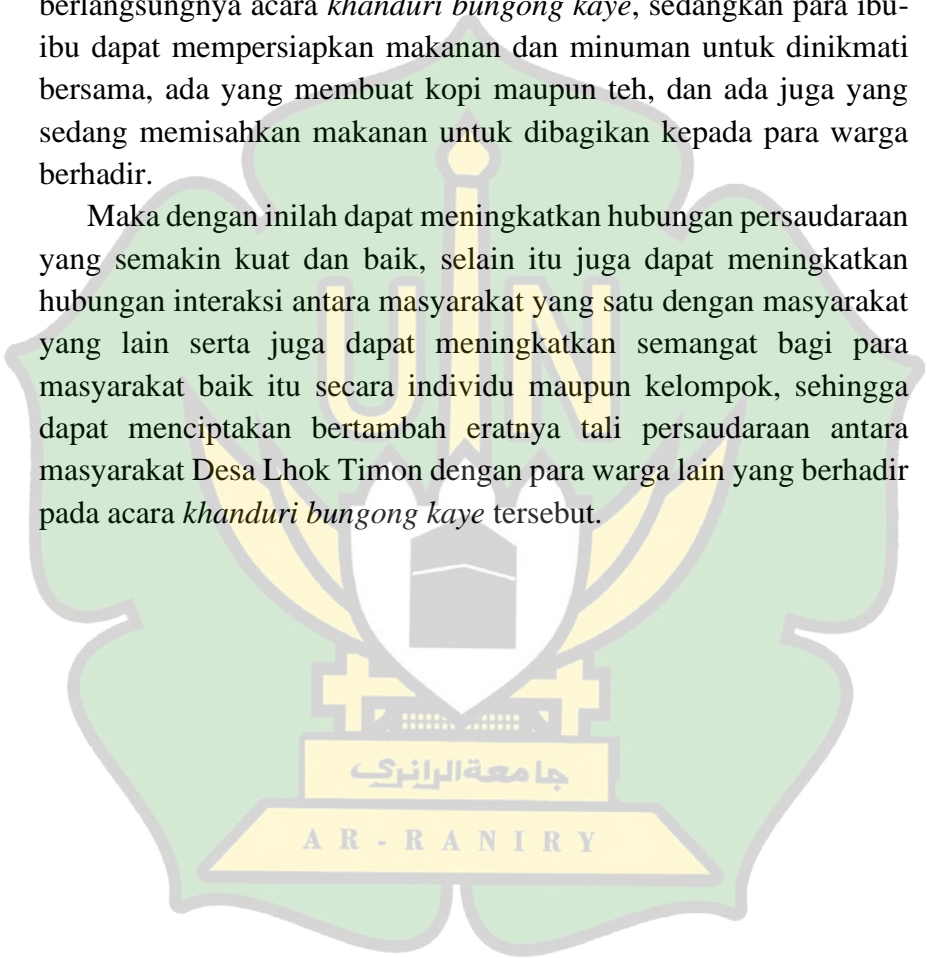 berlangsungnya acara khanduri bungong kaye, sedangkan para ibu-
ibu dapat mempersiapkan makanan dan minuman untuk dinikmati
bersama, ada yang membuat kopi maupun teh, dan ada juga yang
sedang memisahkan makanan untuk dibagikan kepada para warga
berhadir.
Maka dengan inilah dapat meningkatkan hubungan persaudaraan
yang semakin kuat dan baik, selain itu juga dapat meningkatkan
hubungan interaksi antara masyarakat yang satu dengan masyarakat
yang lain serta juga dapat meningkatkan semangat bagi para
masyarakat baik itu secara individu maupun kelompok, sehingga
dapat menciptakan bertambah eratnya tali persaudaraan antara
masyarakat Desa Lhok Timon dengan para warga lain yang berhadir
pada acara khanduri bungong kaye tersebut.
UIN
جامعةالرانري
AR-RANIRY